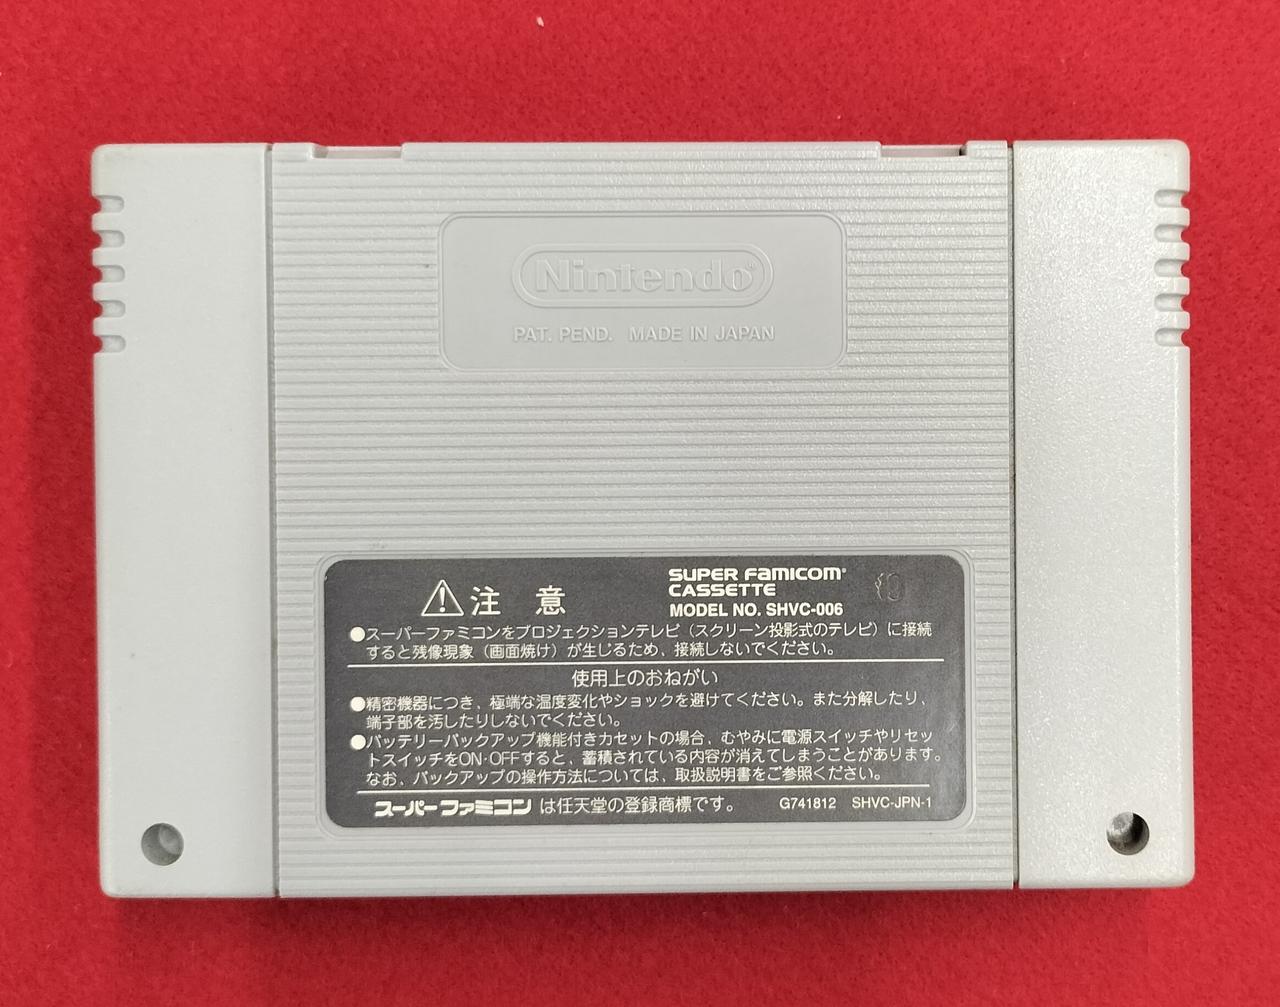 Nintendo
PAT. PEND. MADE IN JAPAN
注意
SUPER FAMICOM
CASSETTE
MODEL NO. SHVC-006
10
●スーパーファミコンをプロジェクションテレビ（スクリーン投影式のテレビ）に接続
すると残像現象（画面焼け）が生じるため、接続しないでください。
使用上のおねがい
●精密機器につき、極端な温度変化やショックを避けてください。また分解したり、
端子部を汚したりしないでください。
●バッテリーバックアップ機能付きカセットの場合、むやみに電源スイッチやリセッ
トスイッチをON·OFFすると、蓄積されている内容が消えてしまうことがあります。
なお、バックアップの操作方法については、取扱説明書をご参照ください。
スーパーファミコンは任天堂の登録商標です。 G741812 SHVC-JPN-1